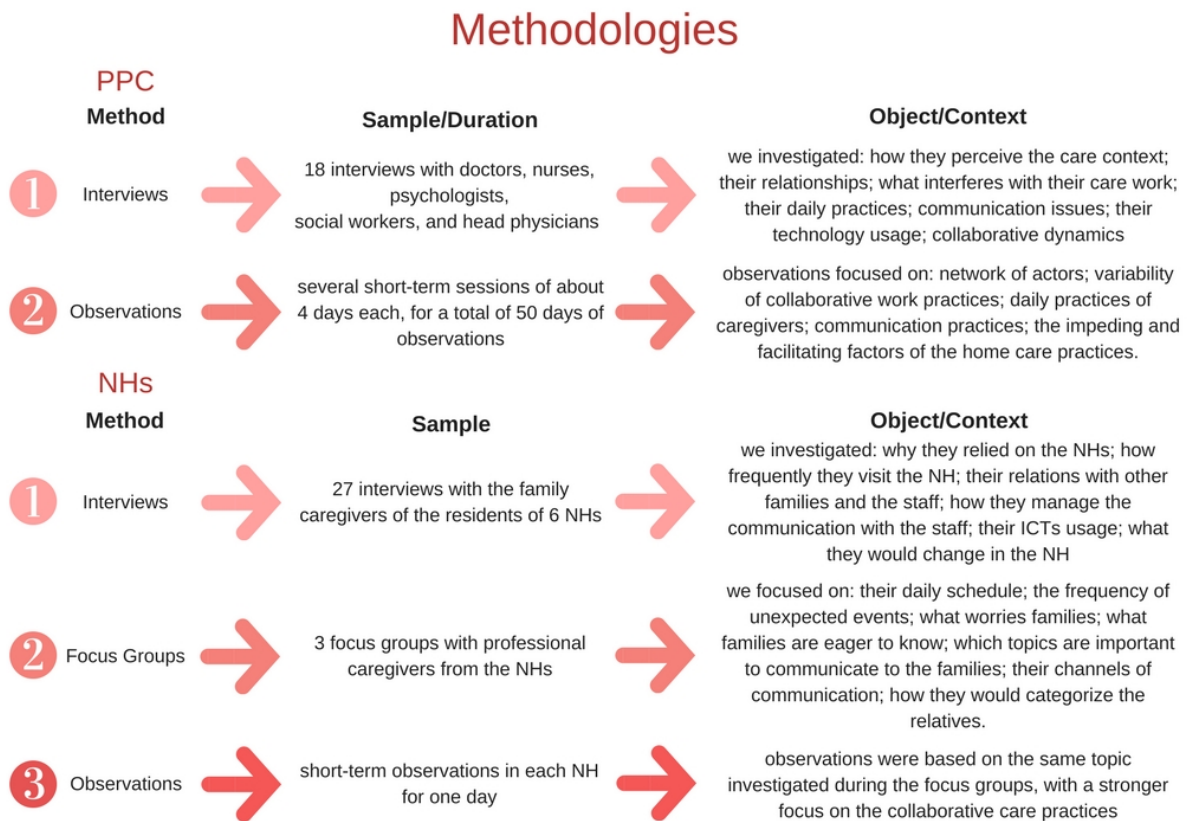 Methodologies
PPC
Method
Sample/Duration
Object/Context
1
Interviews
18 interviews with doctors, nurses,
psychologists,
social workers, and head physicians
we investigated: how they perceive the care context;
their relationships; what interferes with their care work;
their daily practices; communication issues; their
technology usage; collaborative dynamics
2
Observations
several short-term sessions of about
4 days each, for a total of 50 days of
observations
observations focused on: network of actors; variability
of collaborative work practices; daily practices of
caregivers; communication practices; the impeding and
facilitating factors of the home care practices.
NHs
Method
Sample
Object/Context
1
Interviews
27 interviews with the family
caregivers of the residents of 6 NHs
we investigated: why they relied on the NHs; how
frequently they visit the NH; their relations with other
families and the staff; how they manage the
communication with the staff; their ICTs usage; what
they would change in the NH
2
Focus Groups
3 focus groups with professional
caregivers from the NHs
we focused on: their daily schedule; the frequency of
unexpected events; what worries families; what
families are eager to know; which topics are important
to communicate to the families; their channels of
communication; how they would categorize the
relatives.
3
Observations
short-term observations in each NH
for one day
observations were based on the same topic
investigated during the focus groups, with a stronger
focus on the collaborative care practices